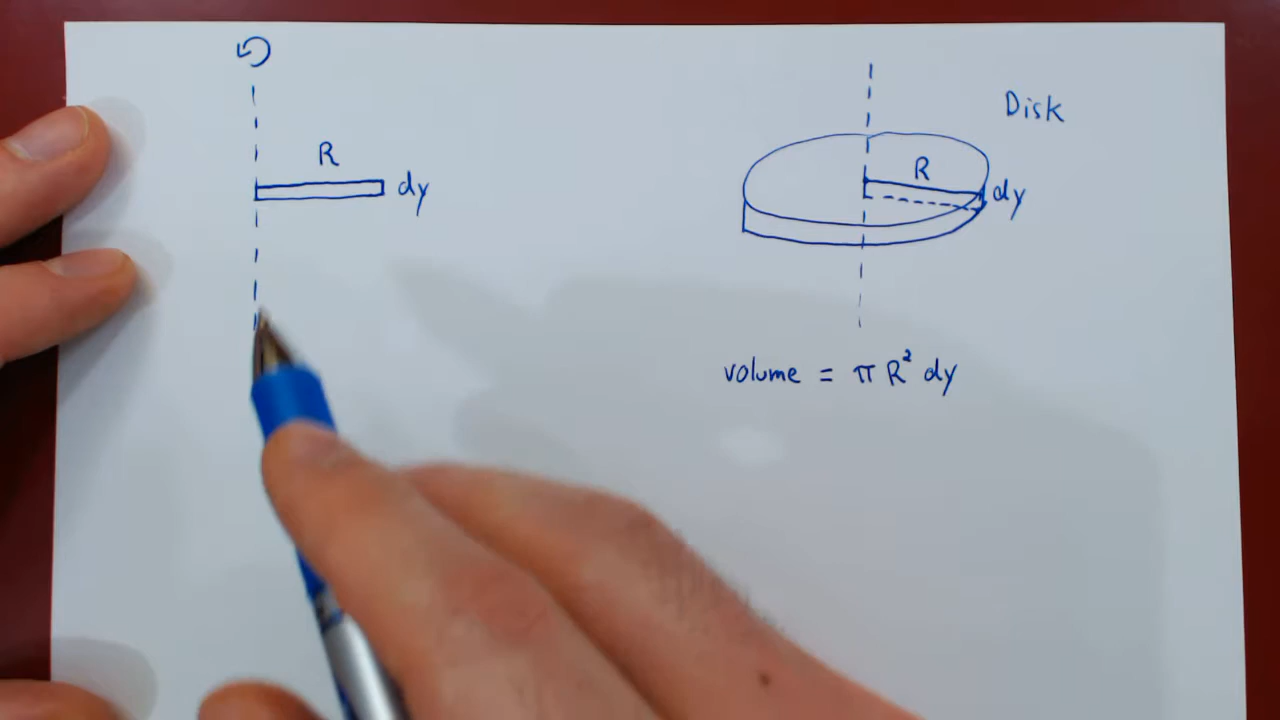 R
dy
Disk
R
dy
volume = π R² dy